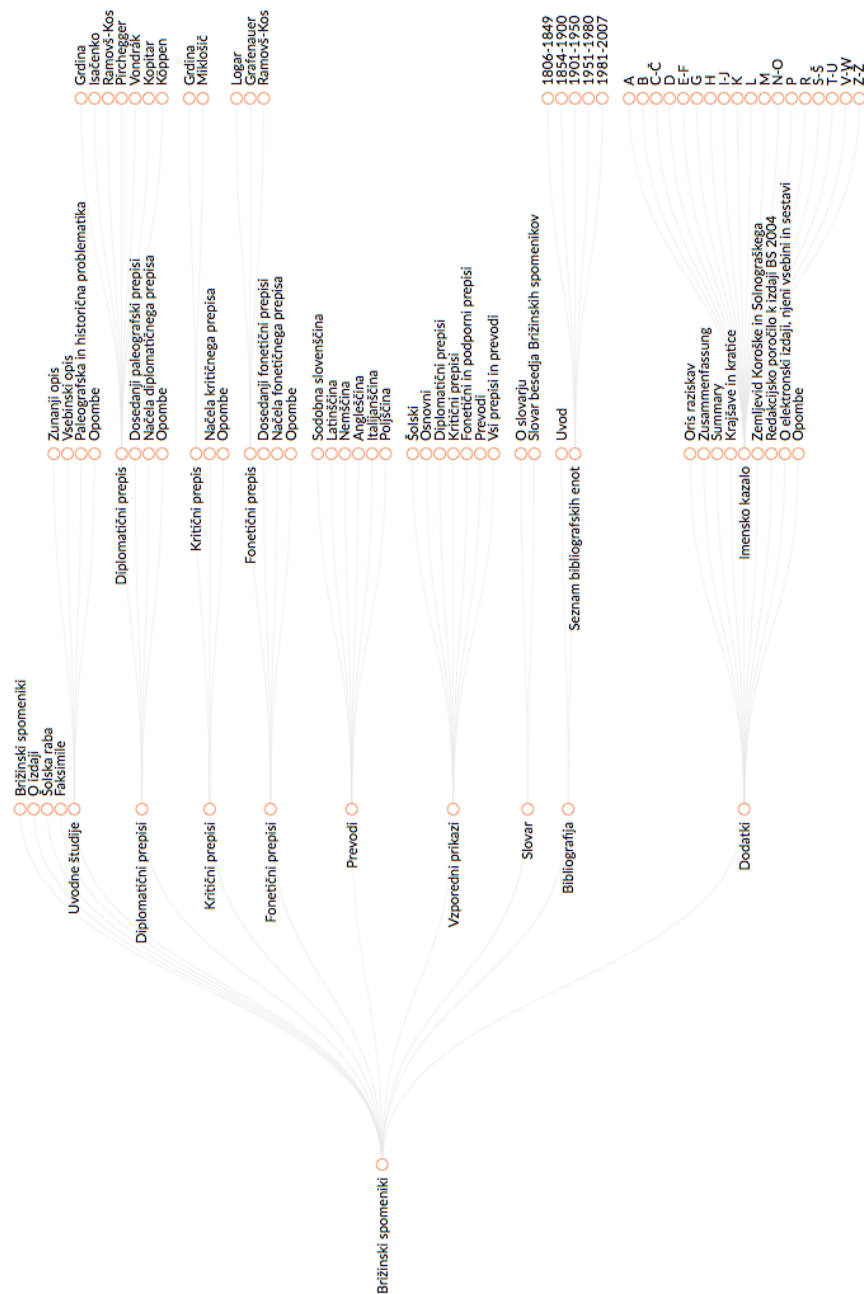 Brižinski spomeniki
Brižinski spomeniki
O izdaji
Šolska raba
Faksimile
Uvodne študije
Zunanji opis
Vsebinski opis
Paleografska in historična problematika
Opombe
Diplomatični prepisi
Diplomatični prepis
Grdina
Isačenko
Ramovš-Kos
Pirchegger
Vondrák
Kopitar
Köppen
Dosedanji paleografski prepisi
Načela diplomatičnega prepisa
Opombe
Kritični prepisi
Kritični prepis
Grdina
Miklošič
Načela kritičnega prepisa
Opombe
Fonetični prepisi
Fonetični prepis
Logar
Grafenauer
Ramovš-Kos
Dosedanji fonetični prepisi
Načela fonetičnega prepisa
Opombe
Prevodi
Sodobna slovenščina
Latinščina
Nemščina
Angleščina
Italijanščina
Poljščina
Vzporedni prikazi
Šolski
Osnovni
Diplomatični prepisi
Kritični prepisi
Fonetični in podporni prepisi
Prevodi
Vsi prepisi in prevodi
Slovar
O slovarju
Slovar besedja Brižinskih spomenikov
Bibliografija
Uvod
Seznam bibliografskih enot
1806-1849
1854-1900
1901-1950
1951-1980
1981-2007
Dodatki
Oris raziskav
Zusammenfassung
Summary
Krajšave in kratice
Imensko kazalo
A
B
C-Č
D
E-F
G
H
I-J
K
L
M
N-O
P
R
S-Š
T-U
V-W
Z-Ž
Zemljevid Koroške in Solnograškega
Redakcijsko poročilo k izdaji BS 2004
O elektronski izdaji, njeni vsebini in sestavi
Opombe